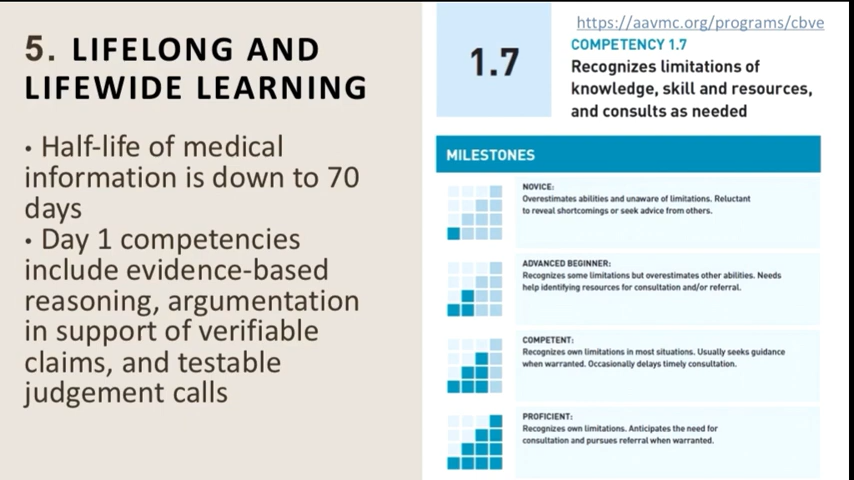 5. LIFELONG AND
LIFEWIDE LEARNING
• Half-life of medical
information is down to 70
days
• Day 1 competencies
include evidence-based
reasoning, argumentation
in support of verifiable
claims, and testable
judgement calls
https://aavmc.org/programs/cbve
1.7
COMPETENCY 1.7
Recognizes limitations of
knowledge, skill and resources,
and consults as needed
MILESTONES
NOVICE:
Overestimates abilities and unaware of limitations. Reluctant
to reveal shortcomings or seek advice from others.
ADVANCED BEGINNER:
Recognizes some limitations but overestimates other abilities. Needs
help identifying resources for consultation and/or referral.
COMPETENT:
Recognizes own limitations in most situations. Usually seeks guidance
when warranted. Occasionally delays timely consultation.
PROFICIENT:
Recognizes own limitations. Anticipates the need for
consultation and pursues referral when warranted.